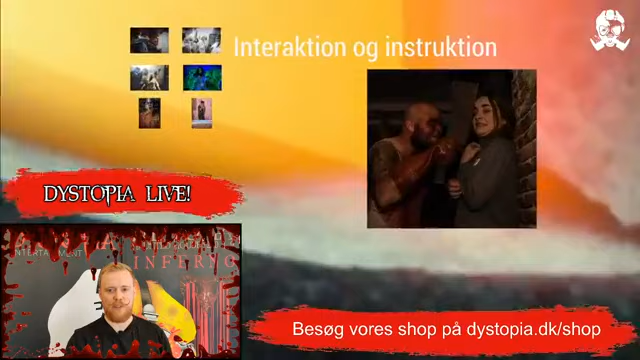 Interaktion og instruktion
DYSTOPIA LIVE!
INFERNO
Besøg vores shop på dystopia.dk/shop